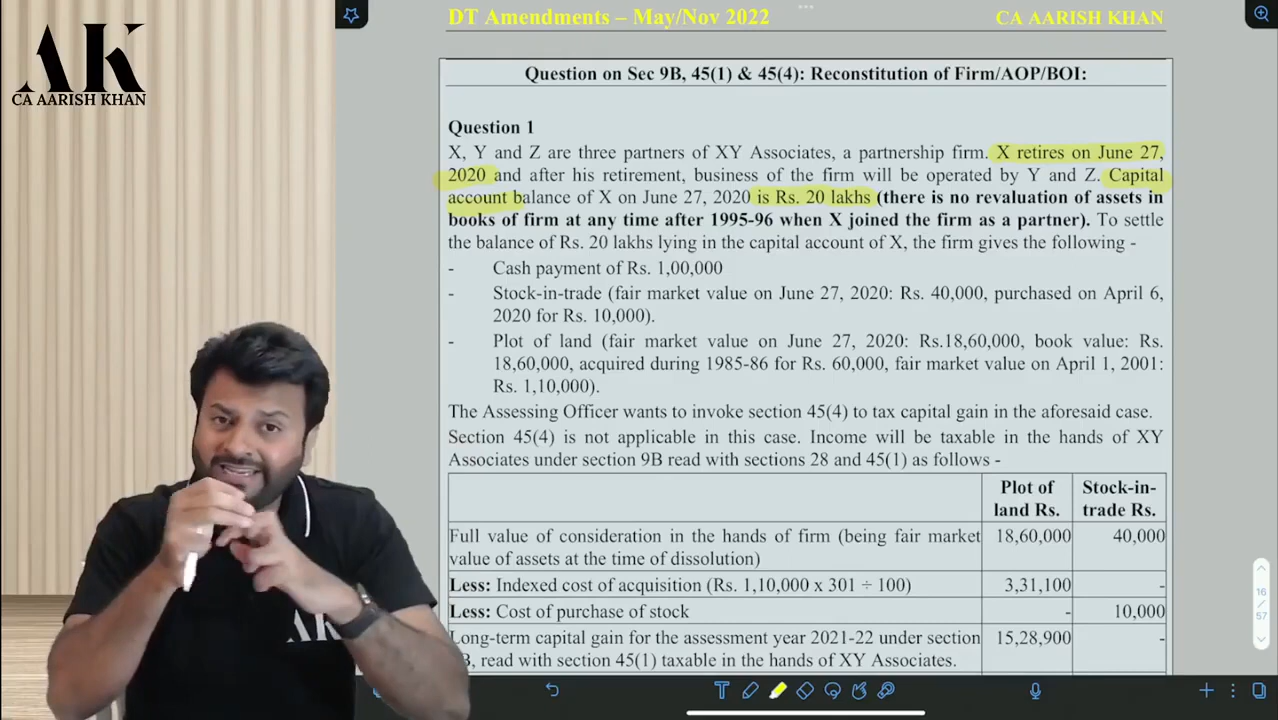 DT Amendments – May/Nov 2022
CA AARISH KHAN
AK
CA AARISH KHAN
Question on Sec 9B, 45(1) & 45(4): Reconstitution of Firm/AOP/BOI:
Question 1
X, Y and Z are three partners of XY Associates, a partnership firm. X retires on June 27,
2020 and after his retirement, business of the firm will be operated by Y and Z. Capital
account balance of X on June 27, 2020 is Rs. 20 lakhs (there is no revaluation of assets in
books of firm at any time after 1995-96 when X joined the firm as a partner). To settle
the balance of Rs. 20 lakhs lying in the capital account of X, the firm gives the following -
- Cash payment of Rs. 1,00,000
- Stock-in-trade (fair market value on June 27, 2020: Rs. 40,000, purchased on April 6,
2020 for Rs. 10,000).
- Plot of land (fair market value on June 27, 2020: Rs.18,60,000, book value: Rs.
18,60,000, acquired during 1985-86 for Rs. 60,000, fair market value on April 1, 2001:
Rs. 1,10,000).
The Assessing Officer wants to invoke section 45(4) to tax capital gain in the aforesaid case.
Section 45(4) is not applicable in this case. Income will be taxable in the hands of XY
Associates under section 9B read with sections 28 and 45(1) as follows -
Plot of Stock-in-
land Rs. trade Rs.
Full value of consideration in the hands of firm (being fair market 18,60,000 40,000
value of assets at the time of dissolution)
Less: Indexed cost of acquisition (Rs. 1,10,000 x 301 ÷ 100) 3,31,100 -
Less: Cost of purchase of stock - 10,000
Long-term capital gain for the assessment year 2021-22 under section 15,28,900 -
B, read with section 45(1) taxable in the hands of XY Associates.
16
/
57
AK
T